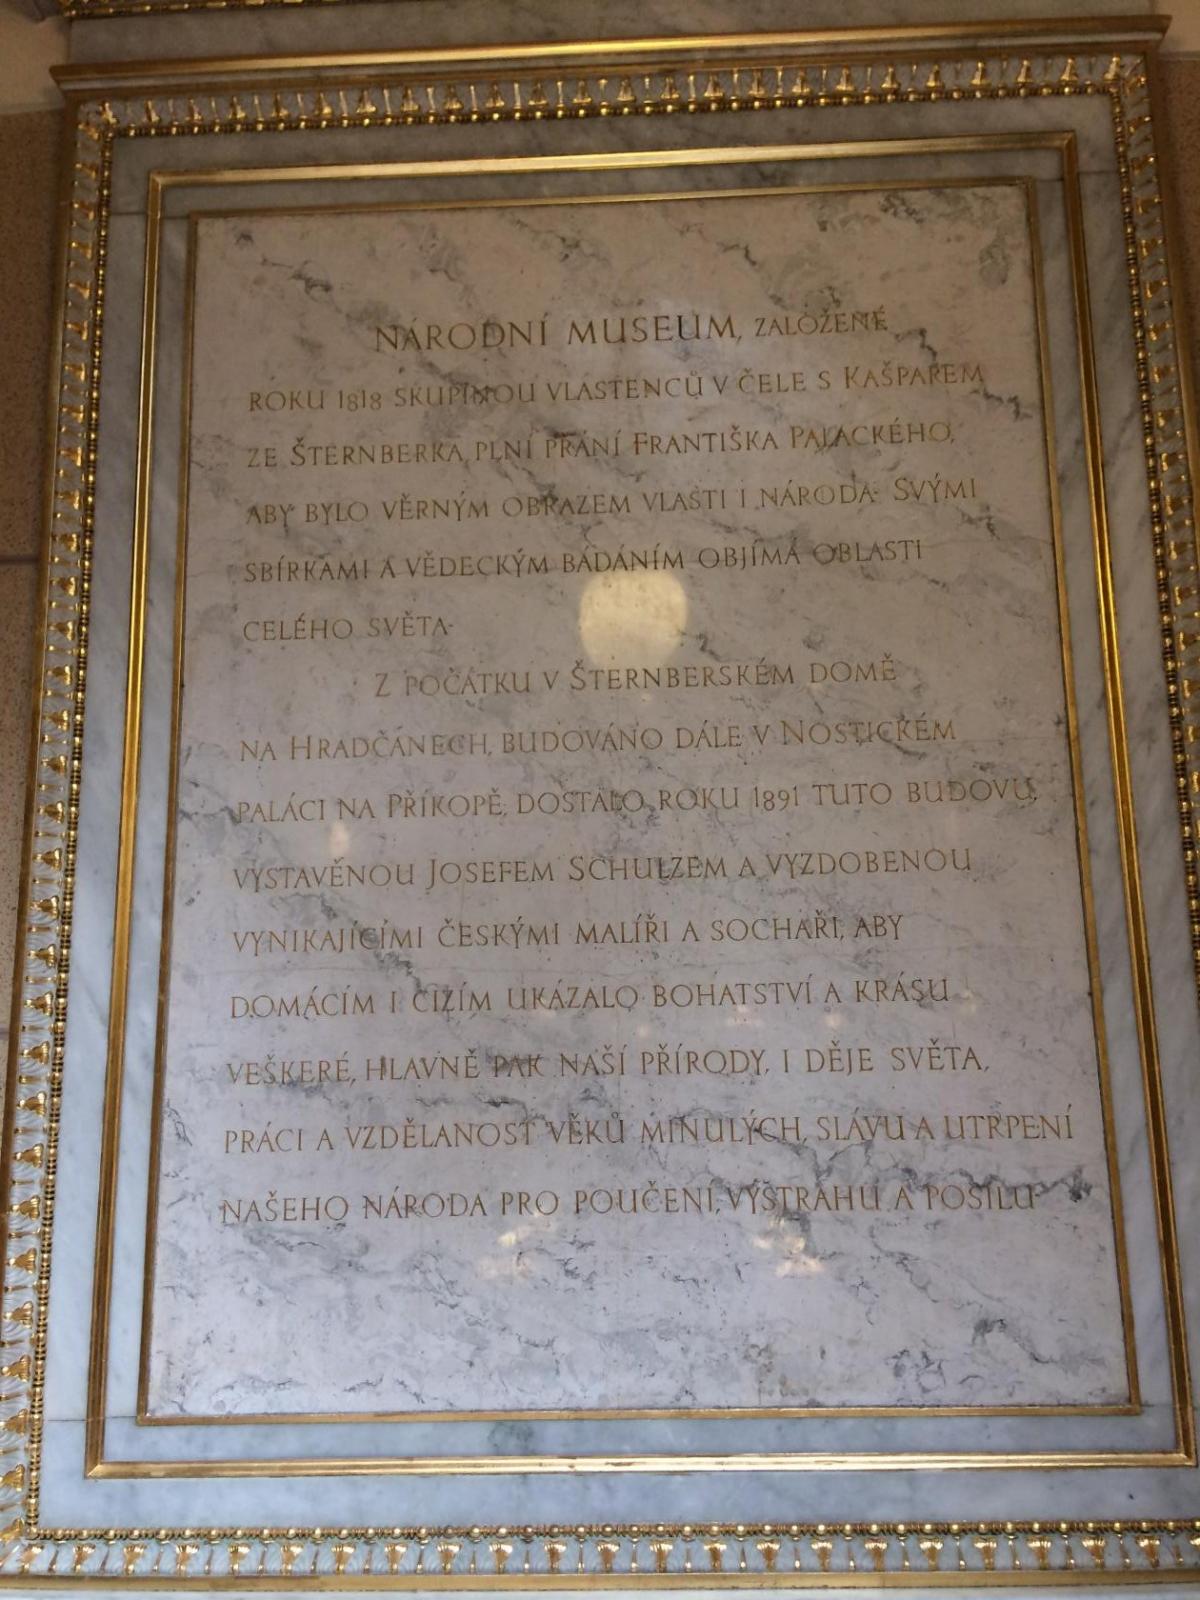 NÁRODNÍ MUSEUM, ZALOŽENÉ
ROKU 1818 SKUPINOU VLASTENCŮ V ČELE S KAŠPAREM
ZE ŠTERNBERKA, PLNÍ PŘÁNÍ FRANTIŠKA PALACKÉHO,
ABY BYLO VĚRNÝM OBRAZEM VLASTI I NÁRODA· SVÝMI
SBÍRKAMI A VĚDECKÝM BÁDÁNÍM OBJÍMÁ OBLASTI
CELÉHO SVĚTA·
Z POČÁTKU V ŠTERNBERSKÉM DOMĚ
NA HRADČANECH, BUDOVÁNO DÁLE V NOSTICKÉM
PALÁCI NA PŘÍKOPĚ, DOSTALO ROKU 1891 TUTO BUDOVU,
VYSTAVĚNOU JOSEFEM SCHULZEM A VYZDOBENOU
VYNIKAJÍCÍMI ČESKÝMI MALÍŘI A SOCHAŘI, ABY
DOMÁCÍM I CIZÍM UKÁZALO BOHATSTVÍ A KRÁSU
VEŠKERÉ, HLAVNĚ PAK NAŠÍ PŘÍRODY, I DĚJE SVĚTA,
PRÁCI A VZDĚLANOST VĚKŮ MINULÝCH, SLÁVU A UTRPENÍ
NAŠEHO NÁRODA PRO POUČENÍ, VÝSTRAHU A POSILU·